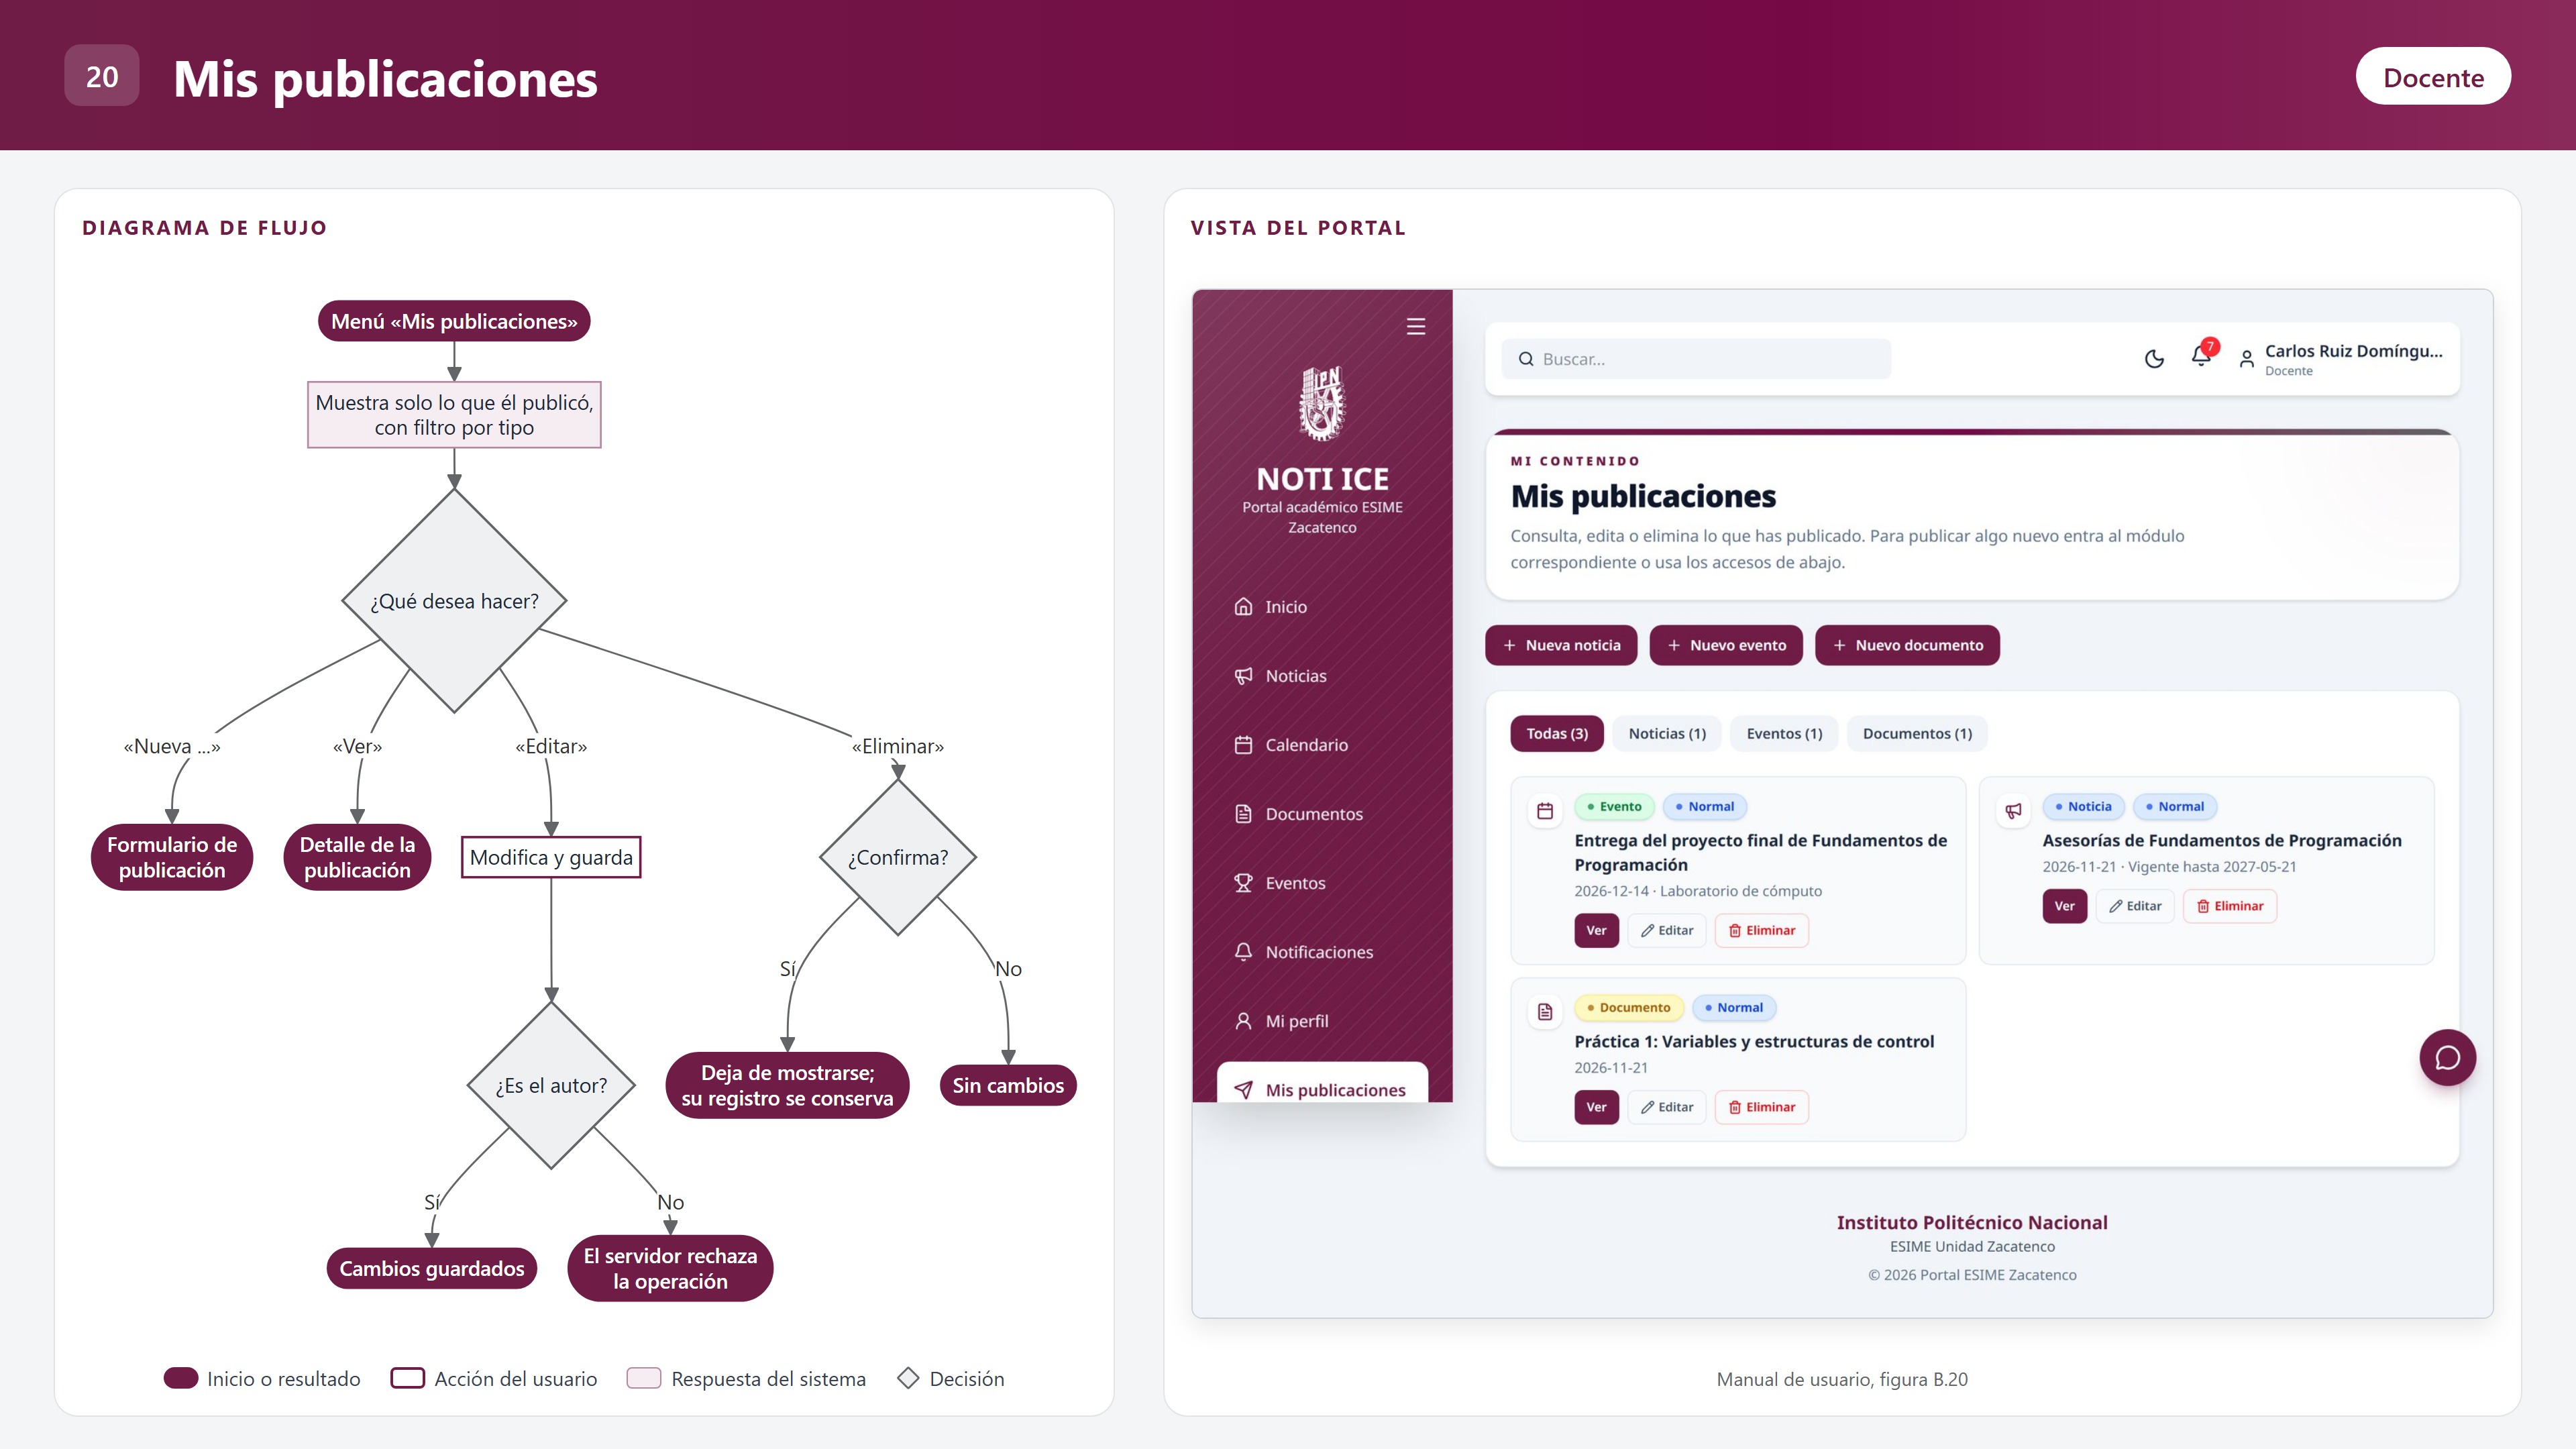 20
Mis publicaciones
Docente
DIAGRAMA DE FLUJO
Menú «Mis publicaciones»
Muestra solo lo que él publicó,
con filtro por tipo
¿Qué desea hacer?
«Nueva ...»
«Ver»
«Editar»
«Eliminar»
Formulario de
publicación
Detalle de la
publicación
Modifica y guarda
¿Confirma?
Sí
No
Deja de mostrarse;
su registro se conserva
Sin cambios
¿Es el autor?
Sí
No
Cambios guardados
El servidor rechaza
la operación
Inicio o resultado
Acción del usuario
Respuesta del sistema
Decisión
VISTA DEL PORTAL
IPN
NOTI ICE
Portal académico ESIME
Zacatenco
Inicio
Noticias
Calendario
Documentos
Eventos
Notificaciones
Mi perfil
Mis publicaciones
Buscar...
7
Carlos Ruiz Domíngu...
Docente
MI CONTENIDO
Mis publicaciones
Consulta, edita o elimina lo que has publicado. Para publicar algo nuevo entra al módulo
correspondiente o usa los accesos de abajo.
+ Nueva noticia
+ Nuevo evento
+ Nuevo documento
Todas (3)
Noticias (1)
Eventos (1)
Documentos (1)
Evento
Normal
Entrega del proyecto final de Fundamentos de
Programación
2026-12-14 · Laboratorio de cómputo
Ver
Editar
Eliminar
Noticia
Normal
Asesorías de Fundamentos de Programación
2026-11-21 · Vigente hasta 2027-05-21
Ver
Editar
Eliminar
Documento
Normal
Práctica 1: Variables y estructuras de control
2026-11-21
Ver
Editar
Eliminar
Instituto Politécnico Nacional
ESIME Unidad Zacatenco
© 2026 Portal ESIME Zacatenco
Manual de usuario, figura B.20